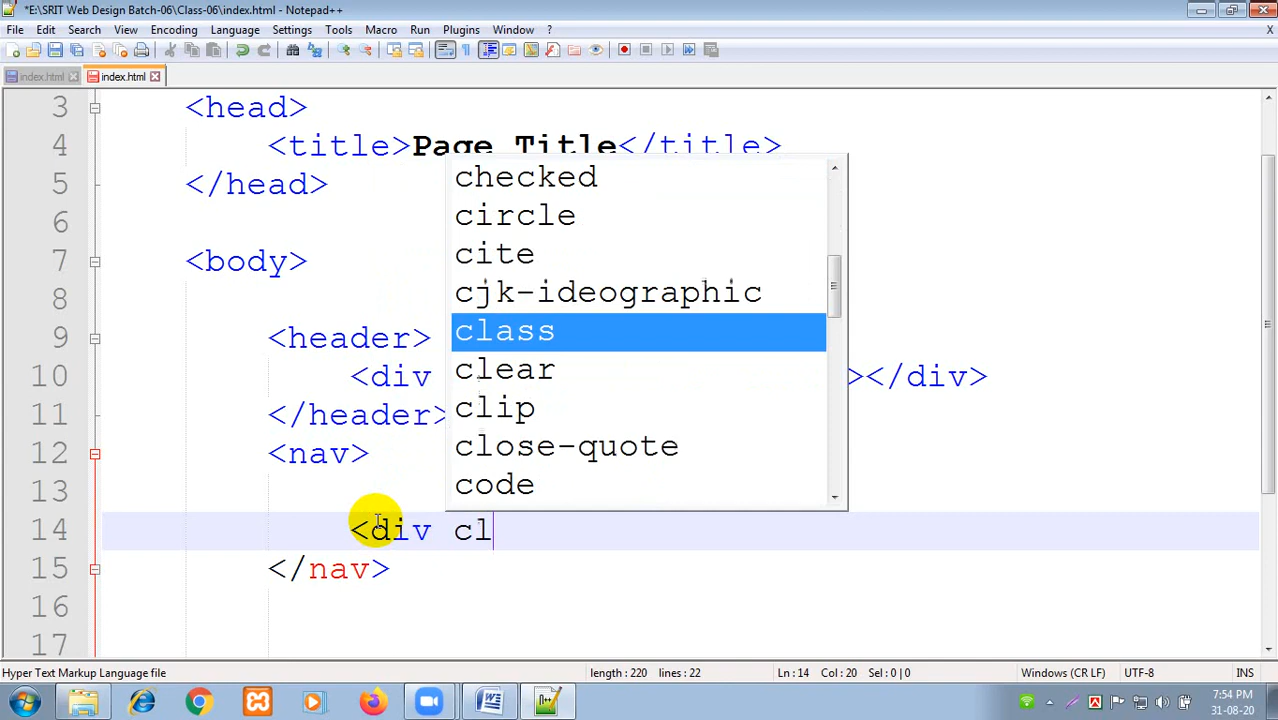 *E:\SRIT Web Design Batch-06\Class-06\index.html - Notepad++
File Edit Search View Encoding Language Settings Tools Macro Run Plugins Window ? X
index.html index.html
3 <head>
4 <title>Page Title</title>
5 </head>
6
7 <body>
8
9 <header>
10 <div ></div>
11 </header>
12 <nav>
13
14 <div cl
15 </nav>
16
17
checked
circle
cite
cjk-ideographic
class
clear
clip
close-quote
code
Hyper Text Markup Language file length : 220 lines : 22 Ln : 14 Col : 20 Sel : 0 | 0 Windows (CR LF) UTF-8 INS
7:54 PM
31-08-20